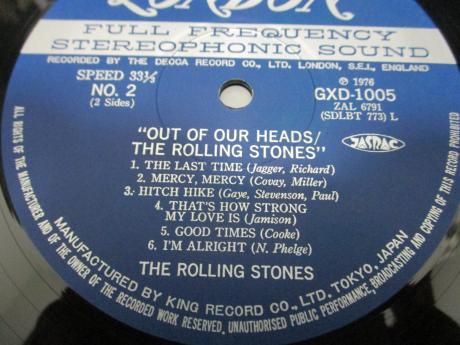 LONDON
FULL FREQUENCY
STEREOPHONIC SOUND
RECORDED BY THE DECCA RECORD CO., LTD. LONDON, S.E.I., ENGLAND
SPEED 33⅓
NO. 2
(2 Sides)
℗ 1976
GXD-1005
ZAL 6791
(SDLBT 773) L
JASRAC
"OUT OF OUR HEADS/
THE ROLLING STONES"
1. THE LAST TIME (Jagger, Richard)
2. MERCY, MERCY (Covay, Miller)
3. HITCH HIKE (Gaye, Stevenson, Paul)
4. THAT'S HOW STRONG
MY LOVE IS (Jamison)
5. GOOD TIMES (Cooke)
6. I'M ALRIGHT (N. Phelge)
THE ROLLING STONES
MANUFACTURED BY KING RECORD CO., LTD. TOKYO, JAPAN
ALL RIGHTS OF THE MANUFACTURER AND OF THE OWNER OF THE RECORDED WORK RESERVED. UNAUTHORISED PUBLIC PERFORMANCE, BROADCASTING AND COPYING OF THIS RECORD PROHIBITED